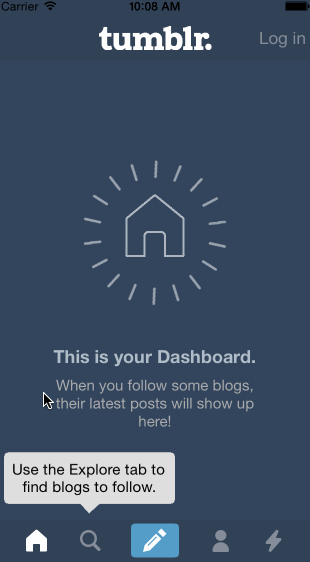 Carrier 10:08 AM
tumblr. Log in
This is your Dashboard.
When you follow some blogs,
their latest posts will show up
here!
Use the Explore tab to
find blogs to follow.